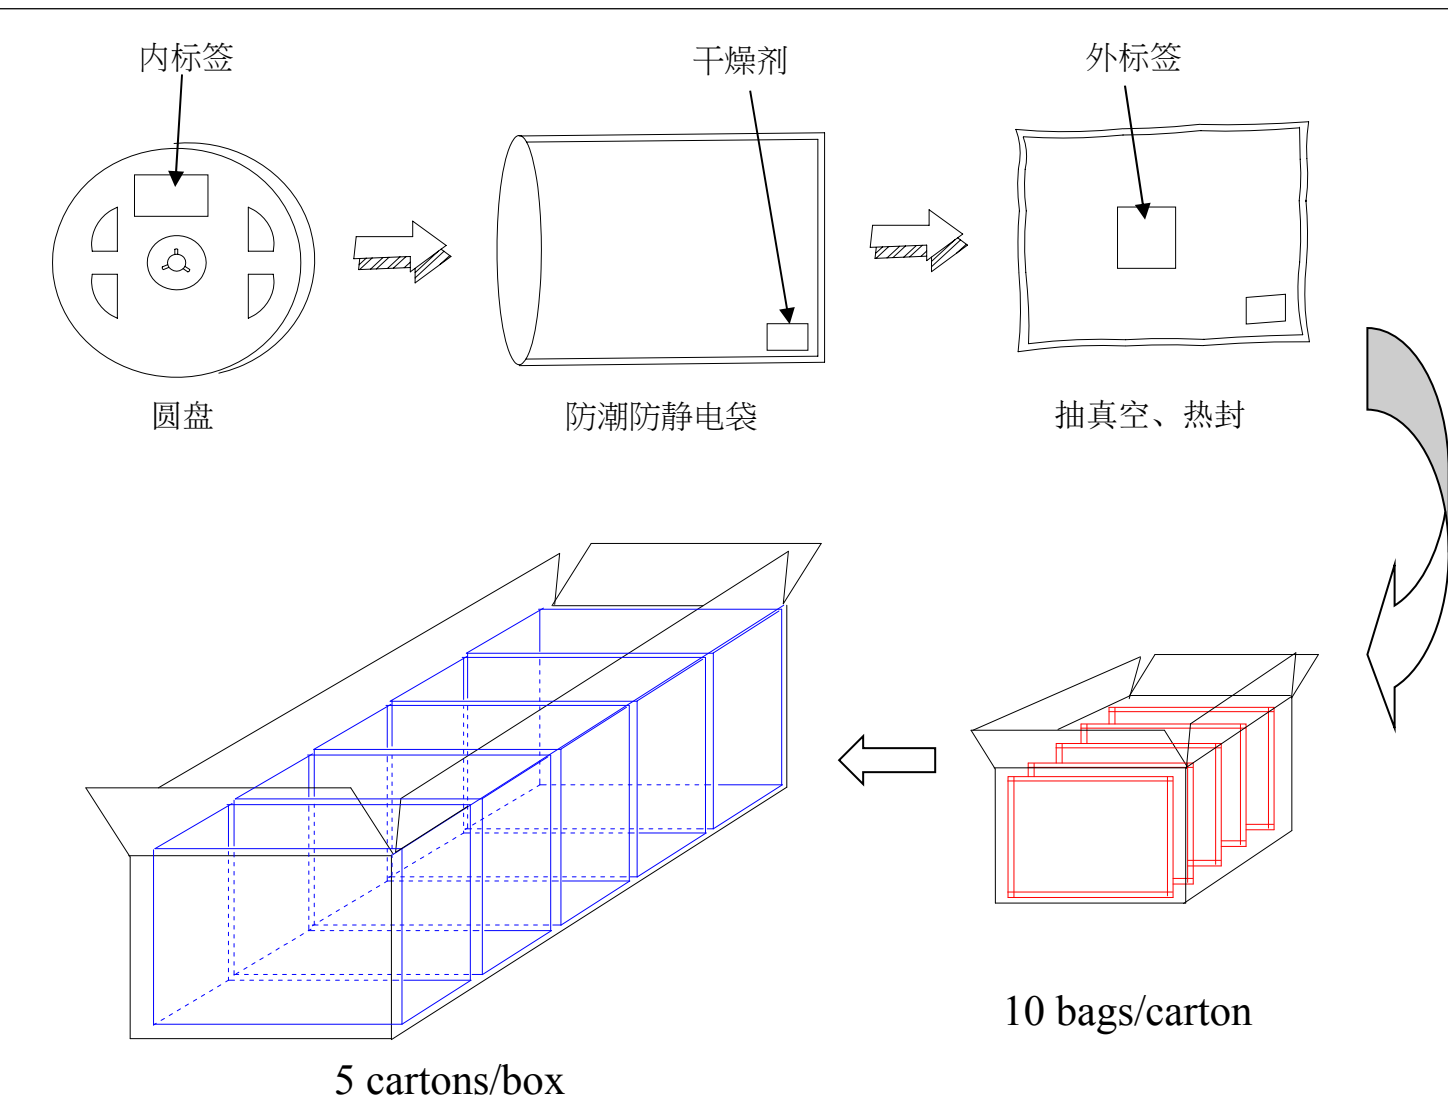 内标签
干燥剂
外标签
圆盘
防潮防静电袋
抽真空、热封
10 bags/carton
5 cartons/box